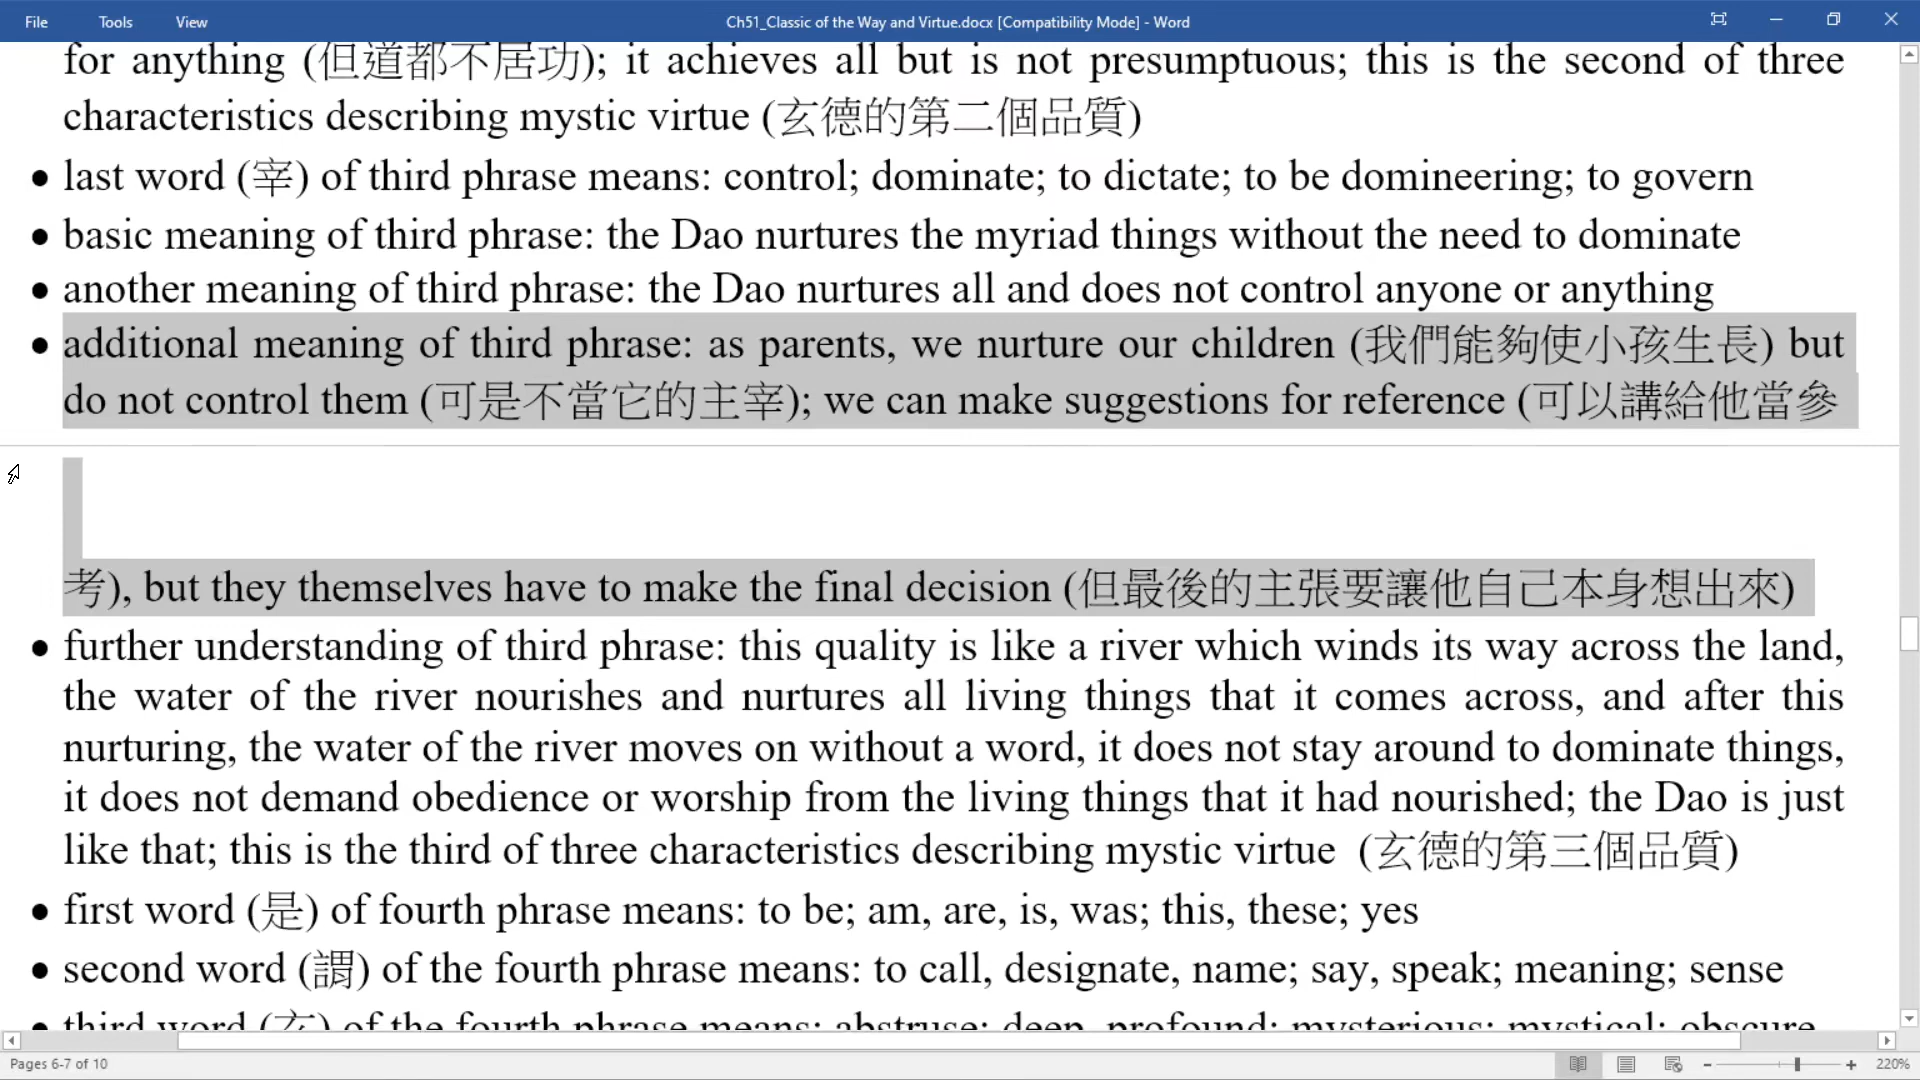 File Tools View Ch51_Classic of the Way and Virtue.docx [Compatibility Mode] - Word
for anything (但道都不居功); it achieves all but is not presumptuous; this is the second of three
characteristics describing mystic virtue (玄德的第二個品質)
● last word (宰) of third phrase means: control; dominate; to dictate; to be domineering; to govern
● basic meaning of third phrase: the Dao nurtures the myriad things without the need to dominate
● another meaning of third phrase: the Dao nurtures all and does not control anyone or anything
● additional meaning of third phrase: as parents, we nurture our children (我們能夠使小孩生長) but
do not control them (可是不當它的主宰); we can make suggestions for reference (可以講給他當參
考), but they themselves have to make the final decision (但最後的主張要讓他自己本身想出來)
● further understanding of third phrase: this quality is like a river which winds its way across the land,
the water of the river nourishes and nurtures all living things that it comes across, and after this
nurturing, the water of the river moves on without a word, it does not stay around to dominate things,
it does not demand obedience or worship from the living things that it had nourished; the Dao is just
like that; this is the third of three characteristics describing mystic virtue (玄德的第三個品質)
● first word (是) of fourth phrase means: to be; am, are, is, was; this, these; yes
● second word (謂) of the fourth phrase means: to call, designate, name; say, speak; meaning; sense
● third word (玄) of the fourth phrase means: abstruse; deep, profound; mysterious; mystical; obscure
Pages 6-7 of 10 220%